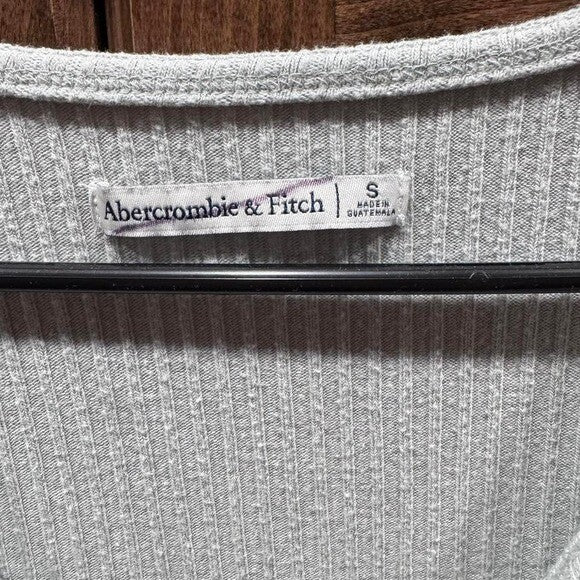 Abercrombie & Fitch
S
MADE IN
GUATEMALA